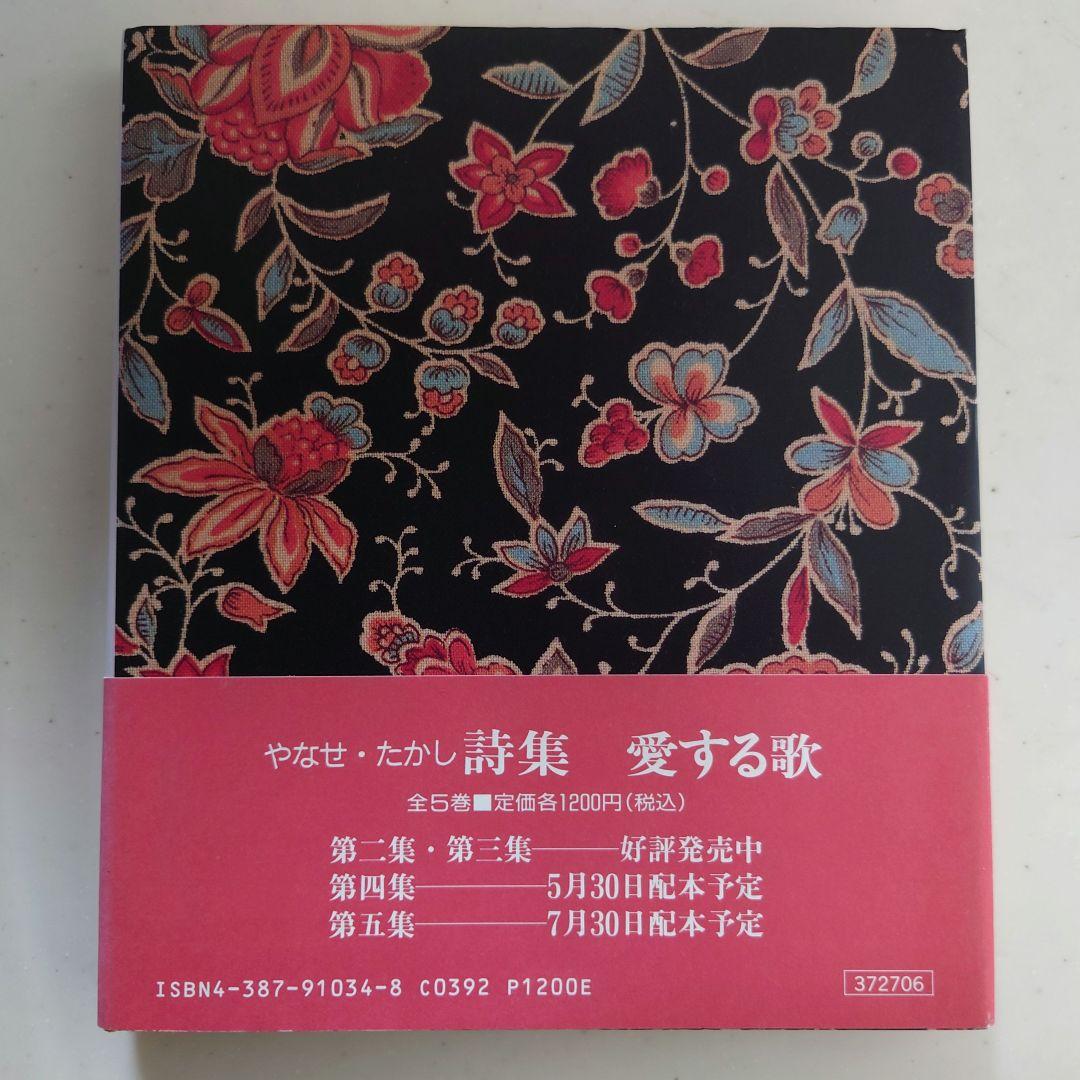 やなせ・たかし 詩集　愛する歌
全5巻■定価各1200円(税込)
第二集・第三集───好評発売中
第四集─────5月30日配本予定
第五集─────7月30日配本予定
ISBN4-387-91034-8 C0392 P1200E
372706